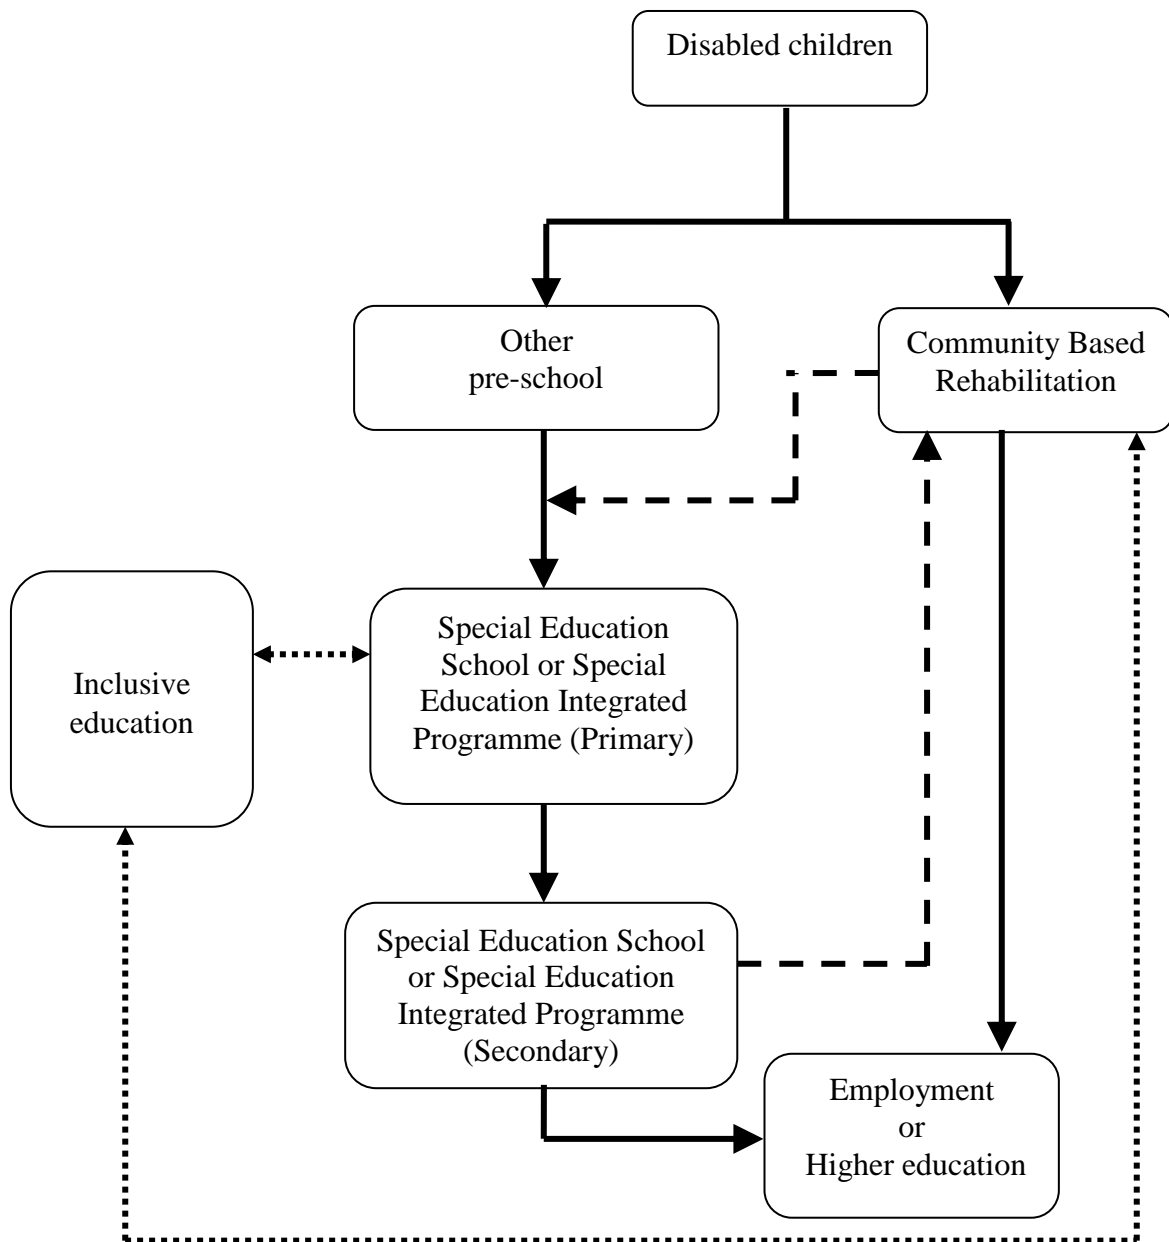 Disabled children
Other
pre-school
Community Based
Rehabilitation
Inclusive
education
Special Education
School or Special
Education Integrated
Programme (Primary)
Special Education School
or Special Education
Integrated Programme
(Secondary)
Employment
or
Higher education